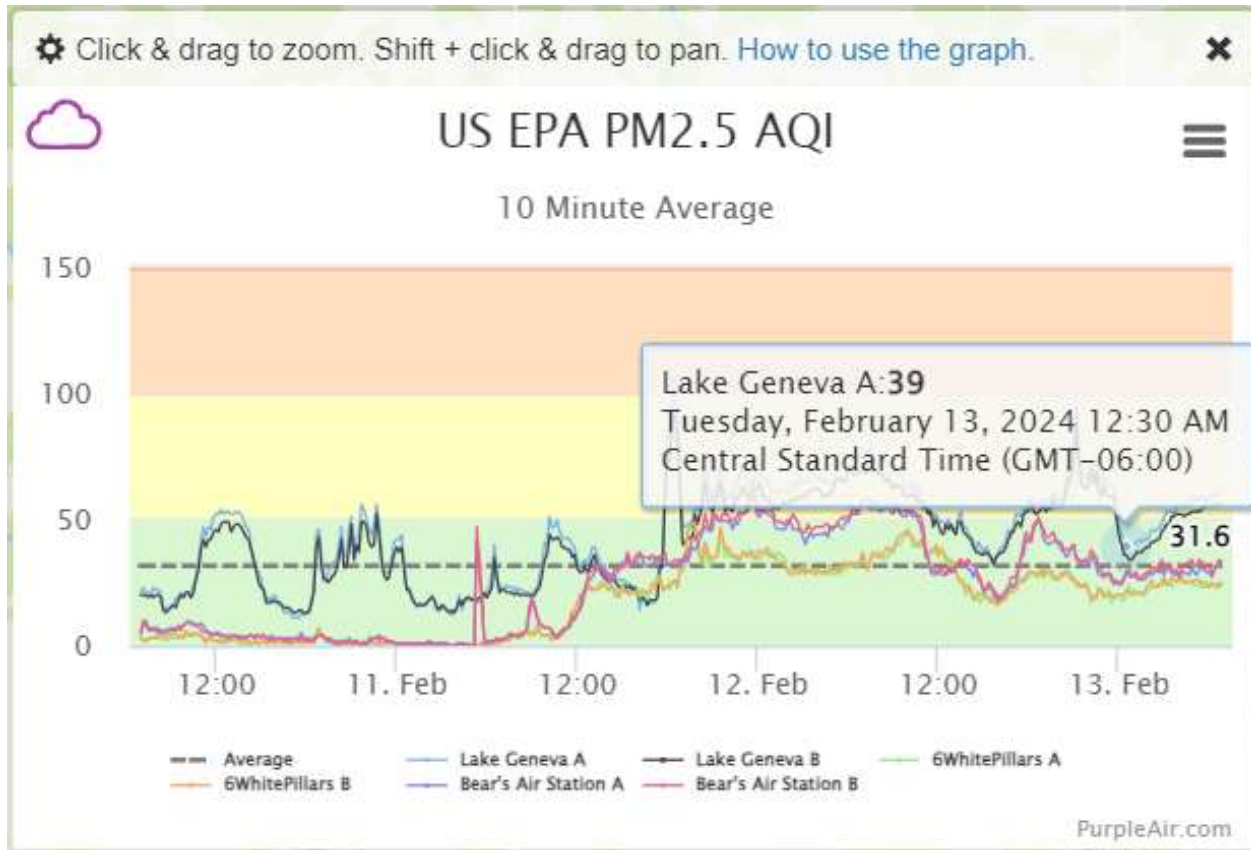 Click & drag to zoom. Shift + click & drag to pan. How to use the graph.
US EPA PM2.5 AQI
10 Minute Average
150
100
50
0
Lake Geneva A:39
Tuesday, February 13, 2024 12:30 AM
Central Standard Time (GMT-06:00)
31.6
12:00 11. Feb 12:00 12. Feb 12:00 13. Feb
Average Lake Geneva A Lake Geneva B 6WhitePillars A
6WhitePillars B Bear's Air Station A Bear's Air Station B
PurpleAir.com